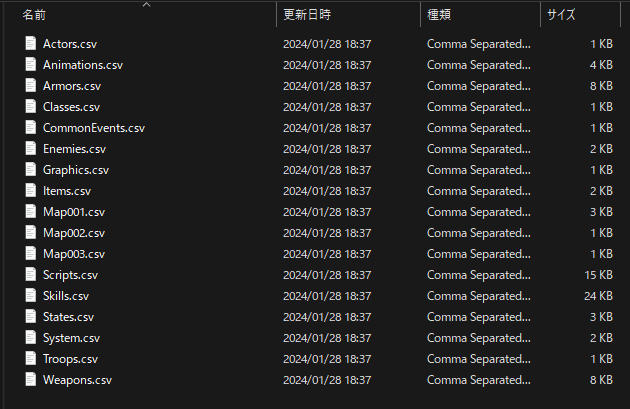 名前 更新日時 種類 サイズ
Actors.csv 2024/01/28 18:37 Comma Separated... 1 KB
Animations.csv 2024/01/28 18:37 Comma Separated... 4 KB
Armors.csv 2024/01/28 18:37 Comma Separated... 8 KB
Classes.csv 2024/01/28 18:37 Comma Separated... 1 KB
CommonEvents.csv 2024/01/28 18:37 Comma Separated... 1 KB
Enemies.csv 2024/01/28 18:37 Comma Separated... 2 KB
Graphics.csv 2024/01/28 18:37 Comma Separated... 1 KB
Items.csv 2024/01/28 18:37 Comma Separated... 2 KB
Map001.csv 2024/01/28 18:37 Comma Separated... 3 KB
Map002.csv 2024/01/28 18:37 Comma Separated... 1 KB
Map003.csv 2024/01/28 18:37 Comma Separated... 1 KB
Scripts.csv 2024/01/28 18:37 Comma Separated... 15 KB
Skills.csv 2024/01/28 18:37 Comma Separated... 24 KB
States.csv 2024/01/28 18:37 Comma Separated... 3 KB
System.csv 2024/01/28 18:37 Comma Separated... 2 KB
Troops.csv 2024/01/28 18:37 Comma Separated... 1 KB
Weapons.csv 2024/01/28 18:37 Comma Separated... 8 KB